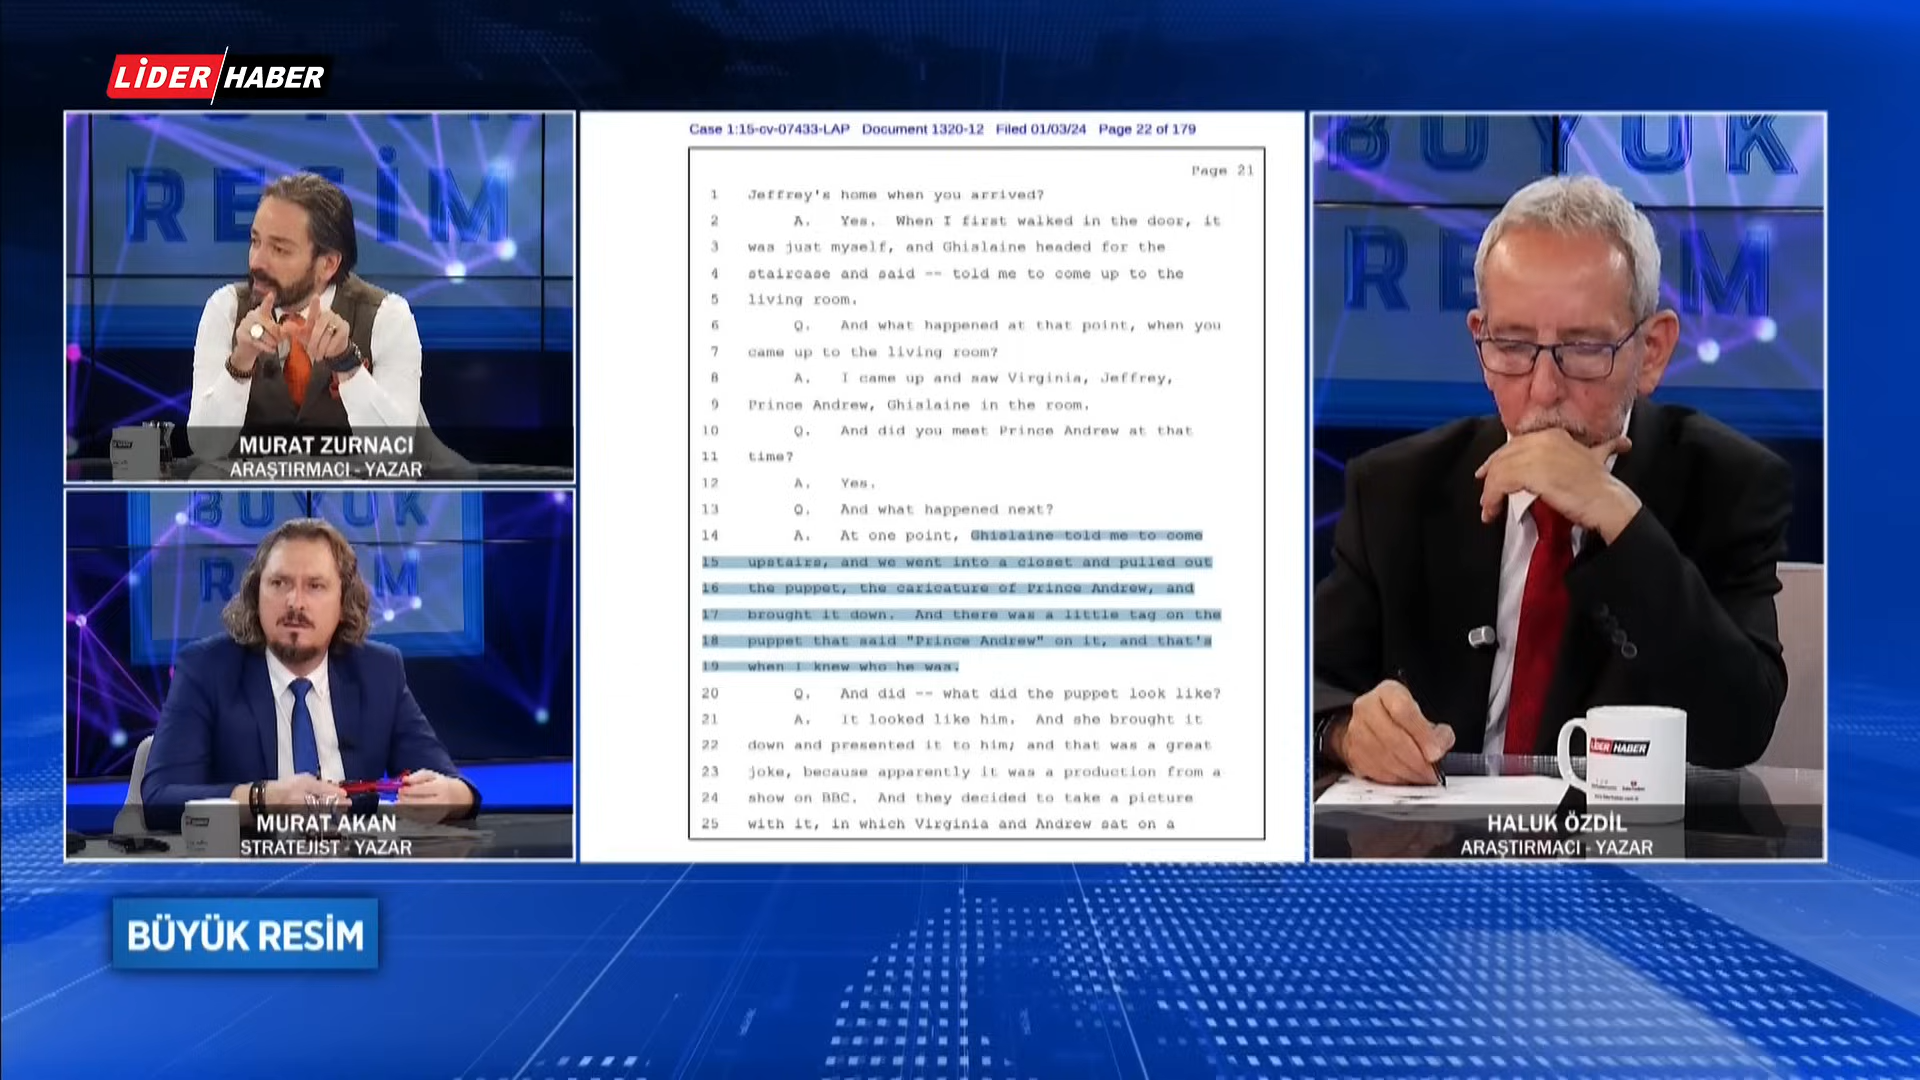 LİDER HABER
BÜYÜK
RESİM
MURAT ZURNACI
ARAŞTIRMACI - YAZAR
BÜYÜK
RESİM
MURAT AKAN
STRATEJİST - YAZAR
Case 1:15-cv-07433-LAP Document 1320-12 Filed 01/03/24 Page 22 of 179
Page 21
1 Jeffrey's home when you arrived?
2 A. Yes. When I first walked in the door, it
3 was just myself, and Ghislaine headed for the
4 staircase and said -- told me to come up to the
5 living room.
6 Q. And what happened at that point, when you
7 came up to the living room?
8 A. I came up and saw Virginia, Jeffrey,
9 Prince Andrew, Ghislaine in the room.
10 Q. And did you meet Prince Andrew at that
11 time?
12 A. Yes.
13 Q. And what happened next?
14 A. At one point, Ghislaine told me to come
15 upstairs, and we went into a closet and pulled out
16 the puppet, the caricature of Prince Andrew, and
17 brought it down. And there was a little tag on the
18 puppet that said "Prince Andrew" on it, and that's
19 when I knew who he was.
20 Q. And did -- what did the puppet look like?
21 A. It looked like him. And she brought it
22 down and presented it to him; and that was a great
23 joke, because apparently it was a production from a
24 show on BBC. And they decided to take a picture
25 with it, in which Virginia and Andrew sat on a
BÜYÜK
RE M
LİDER HABER
HALUK ÖZDİL
ARAŞTIRMACI - YAZAR
BÜYÜK RESİM